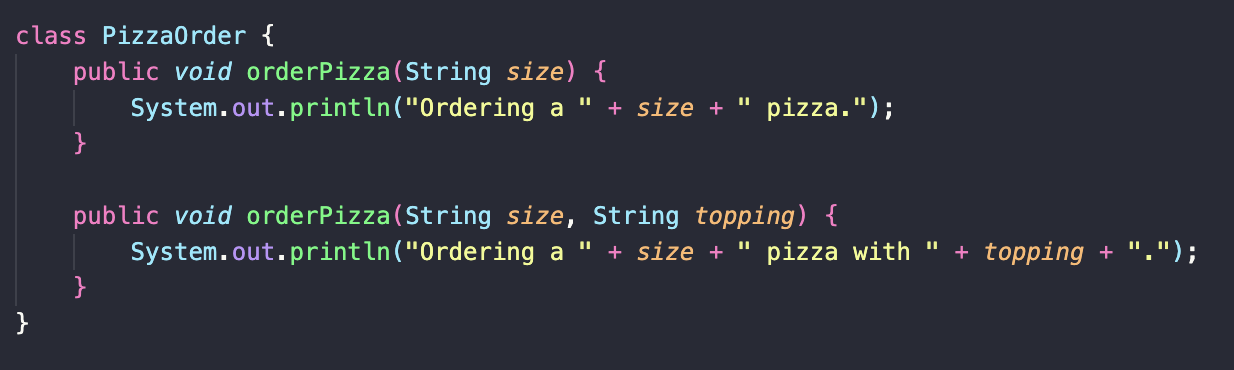 class PizzaOrder {
    public void orderPizza(String size) {
        System.out.println("Ordering a " + size + " pizza.");
    }

    public void orderPizza(String size, String topping) {
        System.out.println("Ordering a " + size + " pizza with " + topping + ".");
    }
}